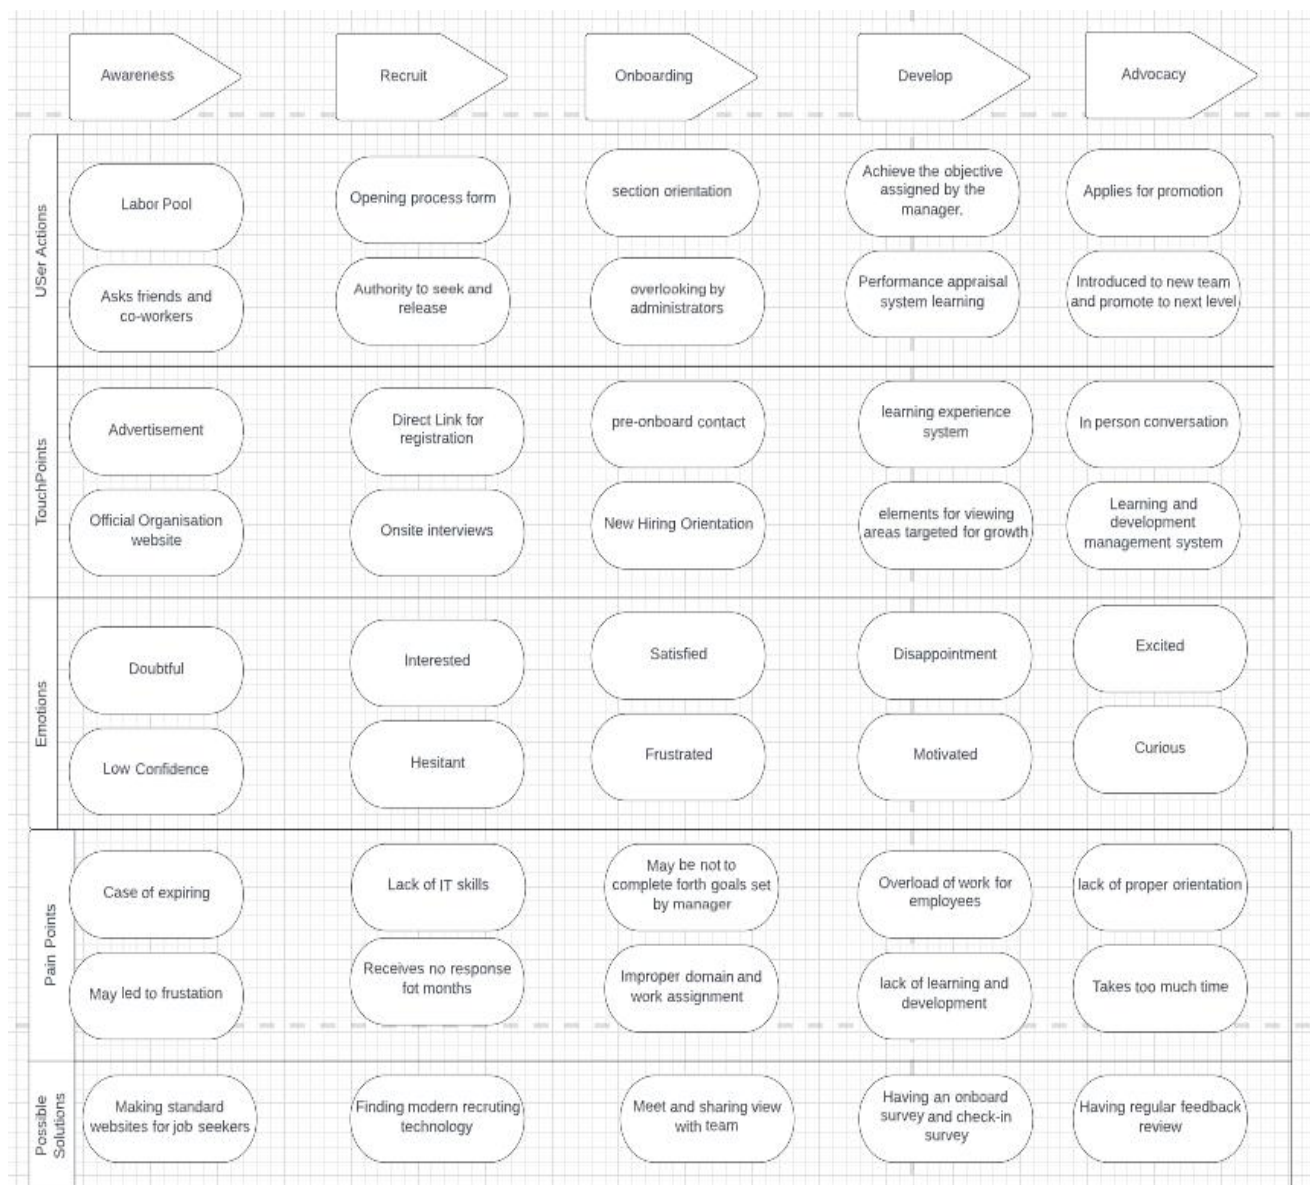 Awareness
Recruit
Onboarding
Develop
Advocacy
USer Actions
Labor Pool
Opening process form
section orientation
Achieve the objective
assigned by the
manager.
Applies for promotion
Asks friends and
co-workers
Authority to seek and
release
overlooking by
administrators
Performance appraisal
system learning
Introduced to new team
and promote to next level
TouchPoints
Advertisement
Direct Link for
registration
pre-onboard contact
learning experience
system
In person conversation
Official Organisation
website
Onsite interviews
New Hiring Orientation
elements for viewing
areas targeted for growth
Learning and
development
management system
Emotions
Doubtful
Interested
Satisfied
Disappointment
Excited
Low Confidence
Hesitant
Frustrated
Motivated
Curious
Pain Points
Case of expiring
Lack of IT skills
May be not to
complete forth goals set
by manager
Overload of work for
employees
lack of proper orientation
May led to frustation
Receives no response
fot months
Improper domain and
work assignment
lack of learning and
development
Takes too much time
Possible
Solutions
Making standard
websites for job seekers
Finding modern recruting
technology
Meet and sharing view
with team
Having an onboard
survey and check-in
survey
Having regular feedback
review